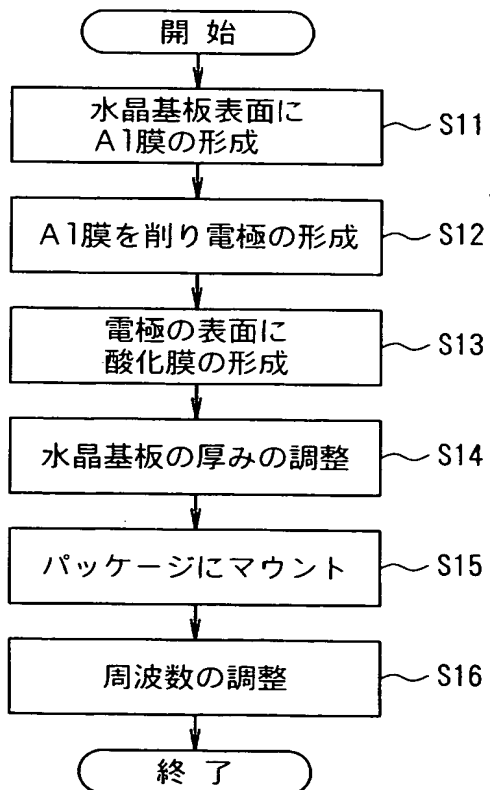 開 始
水晶基板表面に
A1膜の形成
S11
A1膜を削り電極の形成
S12
電極の表面に
酸化膜の形成
S13
水晶基板の厚みの調整
S14
パッケージにマウント
S15
周波数の調整
S16
終 了